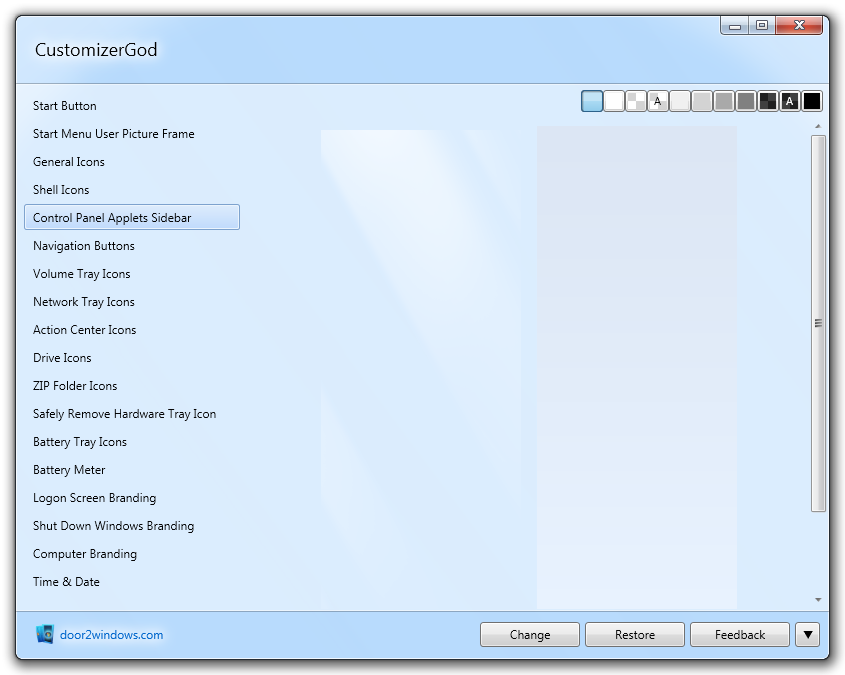 CustomizerGod
Start Button
A
A
Start Menu User Picture Frame
General Icons
Shell Icons
Control Panel Applets Sidebar
Navigation Buttons
Volume Tray Icons
Network Tray Icons
Action Center Icons
Drive Icons
ZIP Folder Icons
Safely Remove Hardware Tray Icon
Battery Tray Icons
Battery Meter
Logon Screen Branding
Shut Down Windows Branding
Computer Branding
Time & Date
door2windows.com
Change
Restore
Feedback